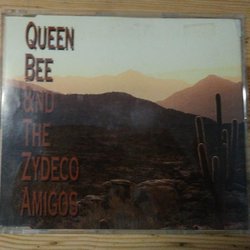 QUEEN
BEE
AND
THE
ZYDECO
AMIGOS